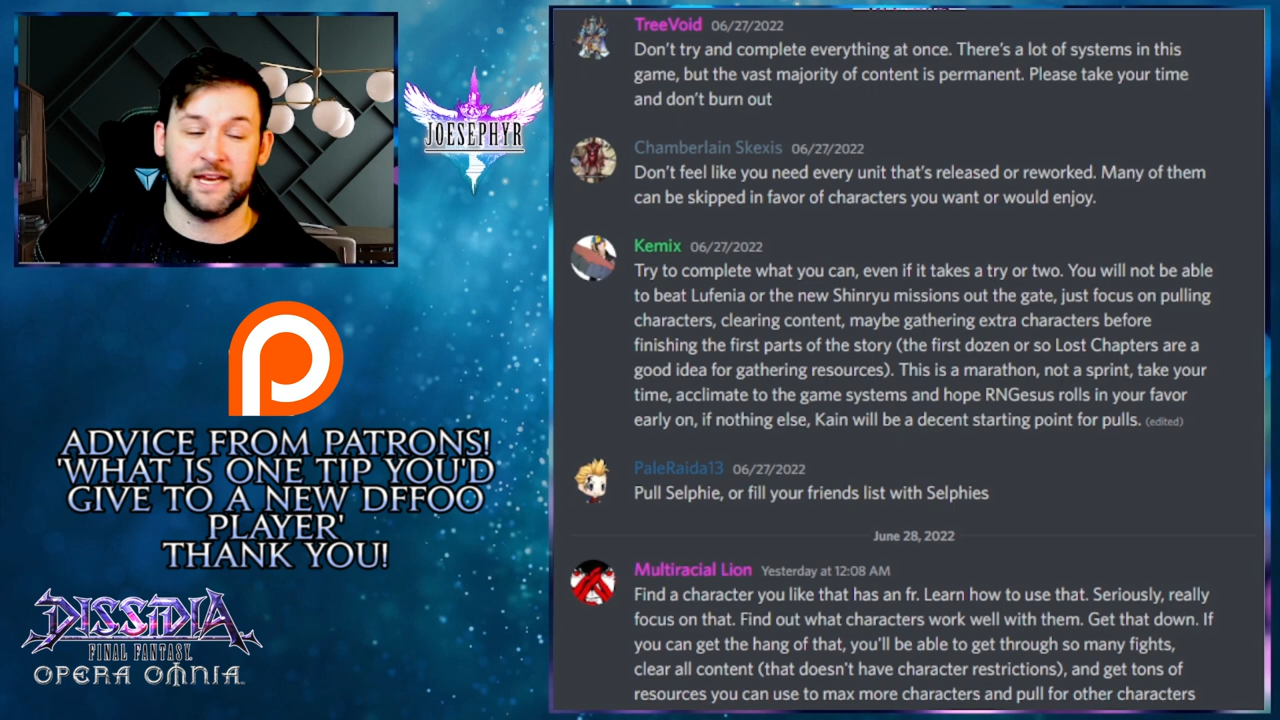 JOESEPHYR
ADVICE FROM PATRONS!
'WHAT IS ONE TIP YOU'D
GIVE TO A NEW DFFOO
PLAYER'
THANK YOU!
DISSIDIA
FINAL FANTASY
OPERA OMNIA
TreeVoid 06/27/2022
Don't try and complete everything at once. There's a lot of systems in this
game, but the vast majority of content is permanent. Please take your time
and don't burn out
Chamberlain Skexis 06/27/2022
Don't feel like you need every unit that's released or reworked. Many of them
can be skipped in favor of characters you want or would enjoy.
Kemix 06/27/2022
Try to complete what you can, even if it takes a try or two. You will not be able
to beat Lufenia or the new Shinryu missions out the gate, just focus on pulling
characters, clearing content, maybe gathering extra characters before
finishing the first parts of the story (the first dozen or so Lost Chapters are a
good idea for gathering resources). This is a marathon, not a sprint, take your
time, acclimate to the game systems and hope RNGesus rolls in your favor
early on, if nothing else, Kain will be a decent starting point for pulls. (edited)
PaleRaida13 06/27/2022
Pull Selphie, or fill your friends list with Selphies
June 28, 2022
Multiracial Lion Yesterday at 12:08 AM
Find a character you like that has an fr. Learn how to use that. Seriously, really
focus on that. Find out what characters work well with them. Get that down. If
you can get the hang of that, you'll be able to get through so many fights,
clear all content (that doesn't have character restrictions), and get tons of
resources you can use to max more characters and pull for other characters